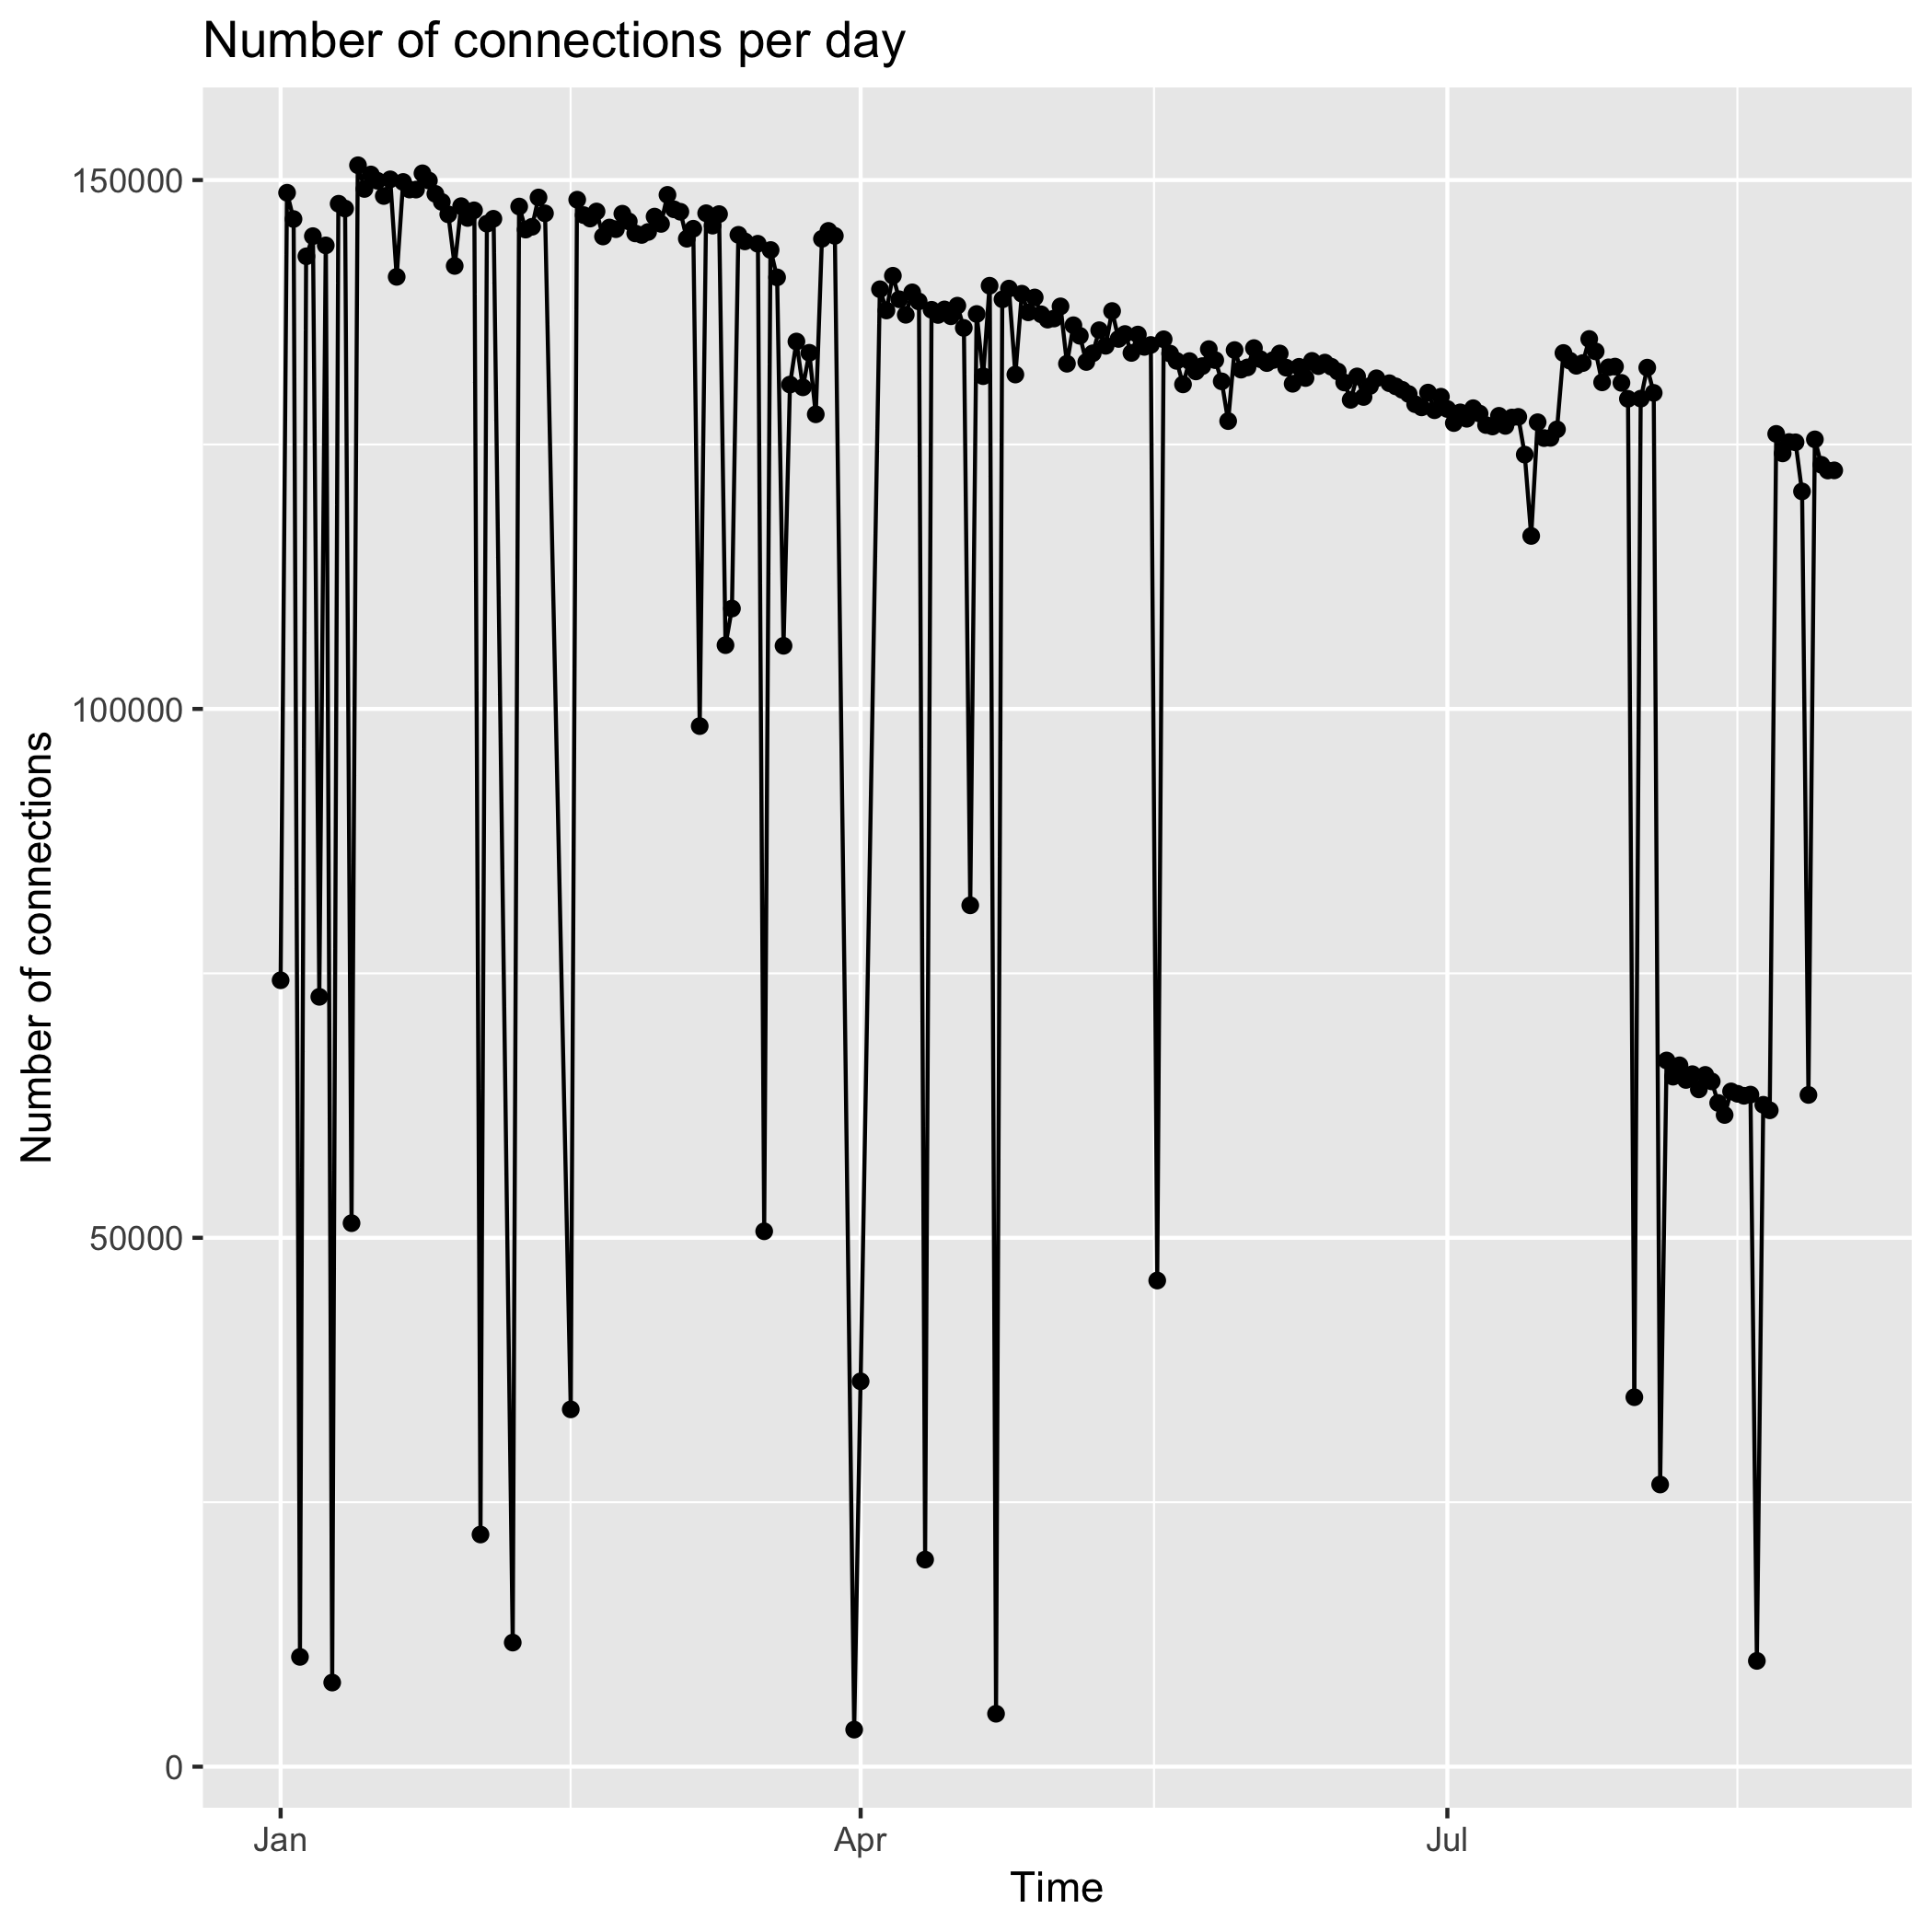 Number of connections per day
Number of connections
150000
100000
50000
0
Jan
Apr
Jul
Time